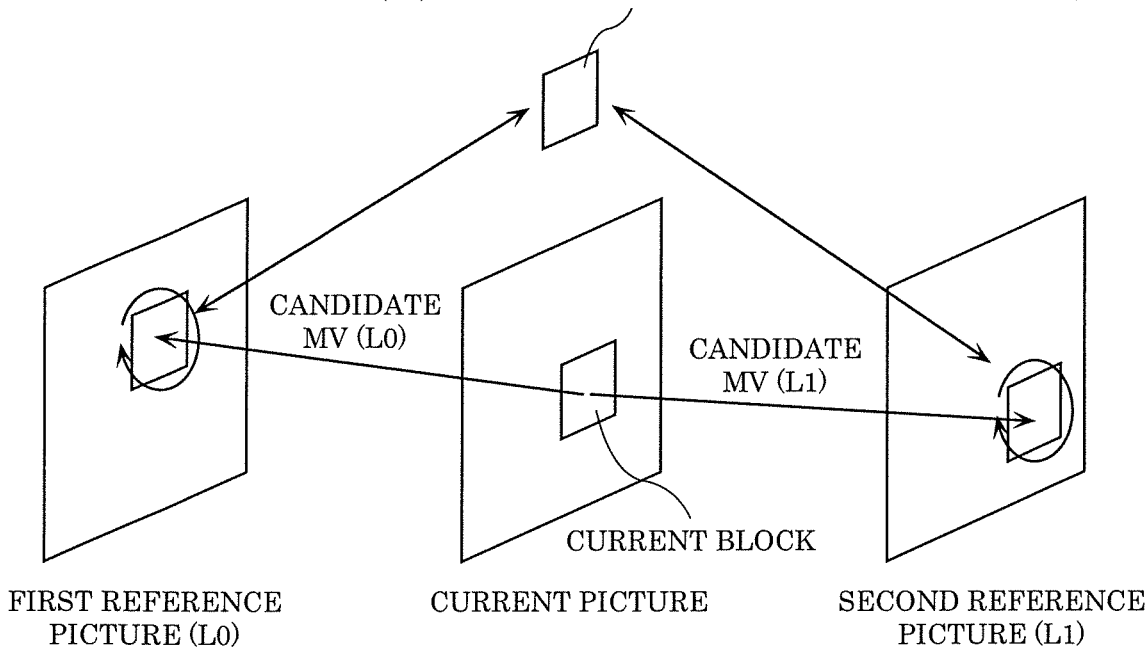 CANDIDATE
MV (L0)
CANDIDATE
MV (L1)
CURRENT BLOCK
FIRST REFERENCE
PICTURE (L0)
CURRENT PICTURE
SECOND REFERENCE
PICTURE (L1)